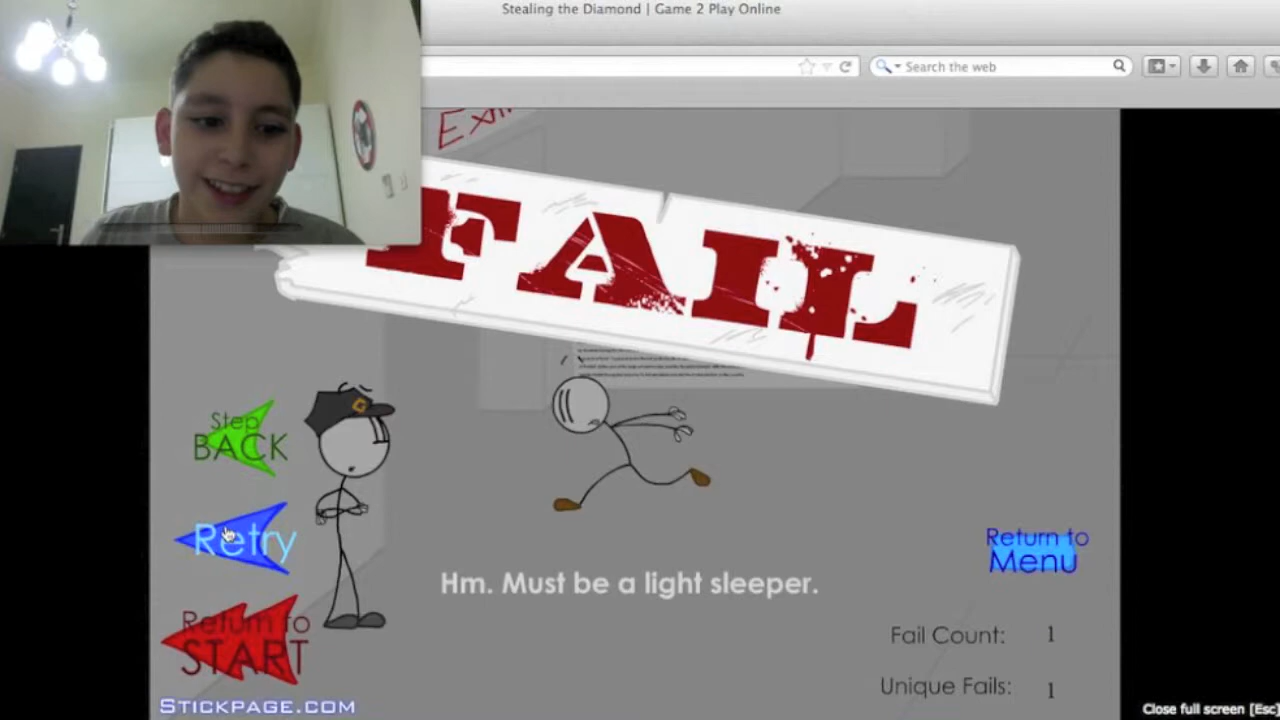 Stealing the Diamond | Game 2 Play Online
Search the web
FAIL
Step
BACK
Retry
Return to
START
Hm. Must be a light sleeper.
Return to
Menu
Fail Count: 1
Unique Fails: 1
STICKPAGE.COM
Close full screen [Esc]